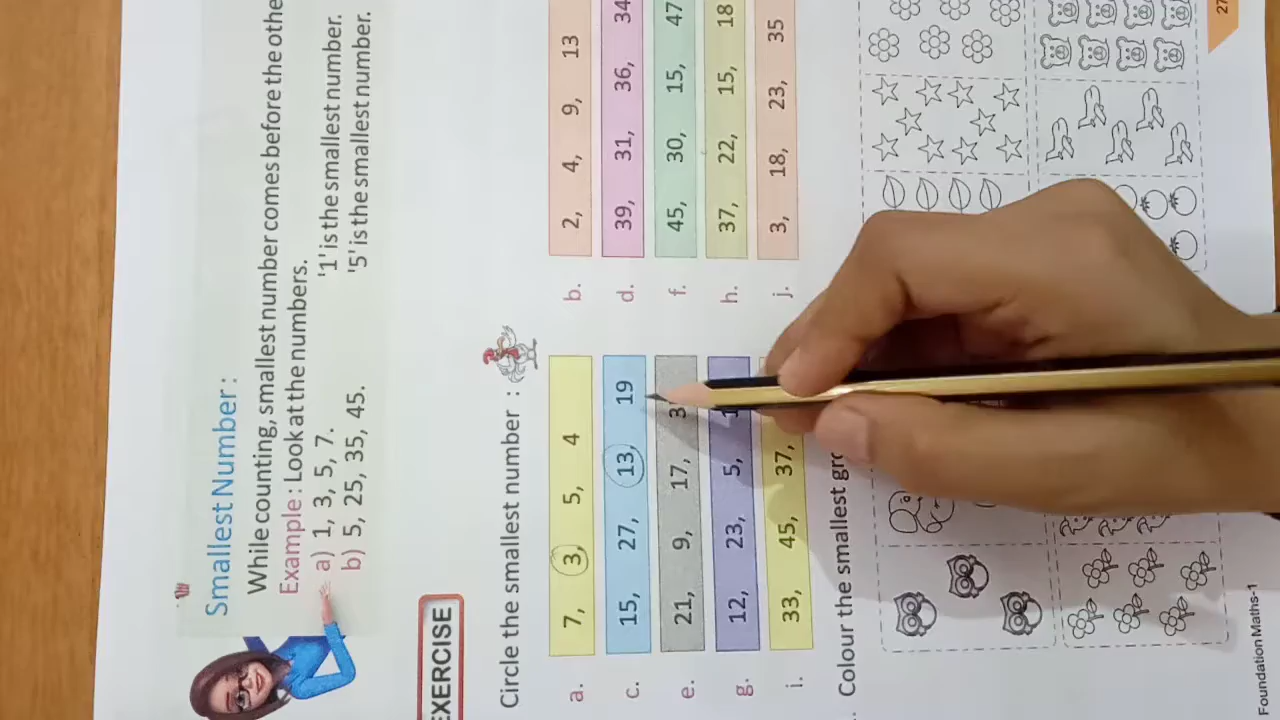 Smallest Number :
While counting, smallest number comes before the othe
Example : Look at the numbers.
a) 1, 3, 5, 7. '1' is the smallest number.
b) 5, 25, 35, 45. '5' is the smallest number.
EXERCISE
Circle the smallest number :
a. 7, 3, 5, 4 b. 2, 4, 9, 13
c. 15, 27, 13, 19 d. 39, 31, 36, 34
e. 21, 9, 17, f. 45, 30, 15, 47
g. 12, 23, 5, h. 37, 22, 15, 18
i. 33, 45, 37, j. 3, 18, 23, 35
Colour the smallest gro
Foundation Maths-1 27